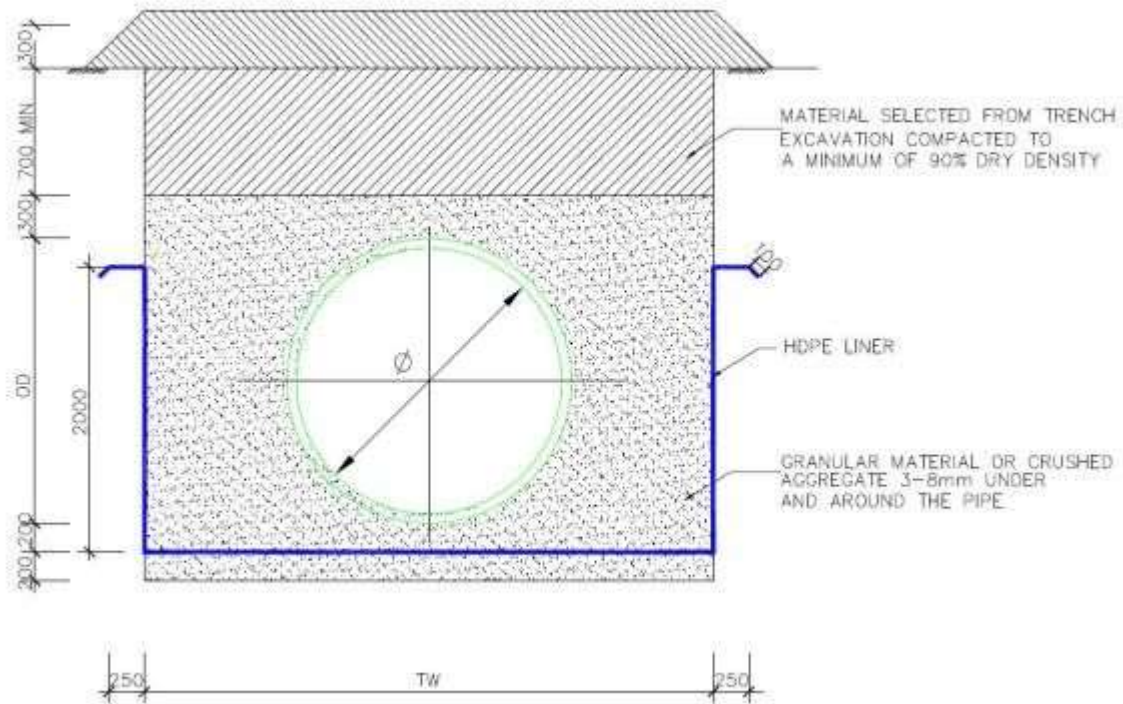 300
700 MIN
MATERIAL SELECTED FROM TRENCH
EXCAVATION COMPACTED TO
A MINIMUM OF 90% DRY DENSITY
300
100
Ø
HDPE LINER
OD
2000
GRANULAR MATERIAL OR CRUSHED
AGGREGATE 3-8mm UNDER
AND AROUND THE PIPE
200
200
250
TW
250